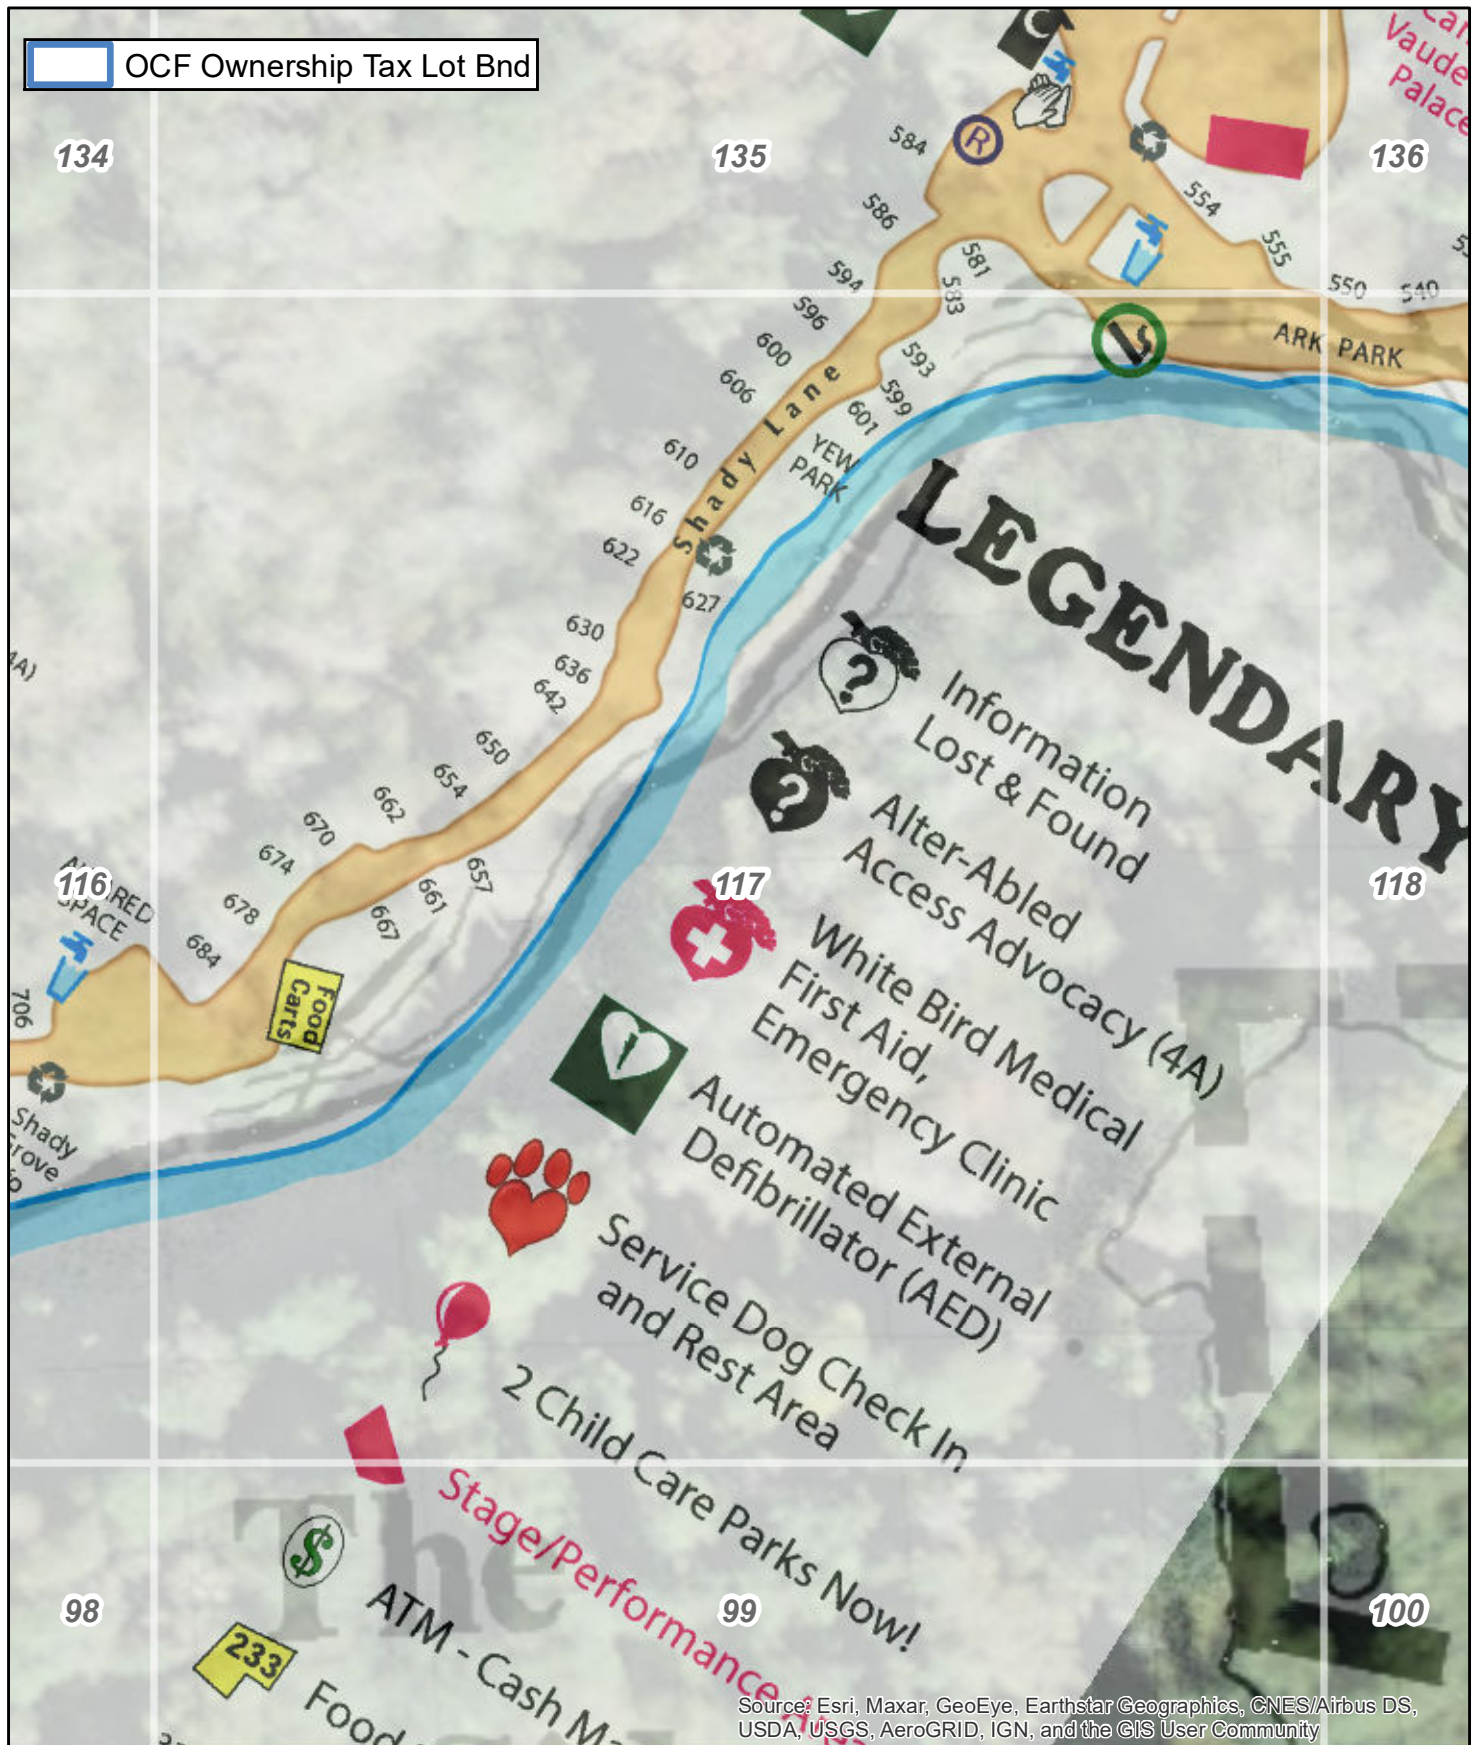 OCF Ownership Tax Lot Bnd
Vaude
Palace
134
135
136
584
R
586
554
555
581
583
594
550
540
596
ARK PARK
600
593
606
599
601
Shady Lane
YEW
PARK
610
616
622
627
LEGENDARY
630
636
642
4A)
650
654
662
670
674
657
661
667
678
684
116
SPACE
117
118
706
Food
Carts
Shady
?
Information
Lost & Found
?
Alter-Abled
Access Advocacy (4A)
White Bird Medical
First Aid,
Emergency Clinic
Automated External
Defibrillator (AED)
Service Dog Check In
and Rest Area
2 Child Care Parks Now!
Stage/Performance
The
$
ATM - Cash
98
99
100
233
Food
Source: Esri, Maxar, GeoEye, Earthstar Geographics, CNES/Airbus DS,
USDA, USGS, AeroGRID, IGN, and the GIS User Community